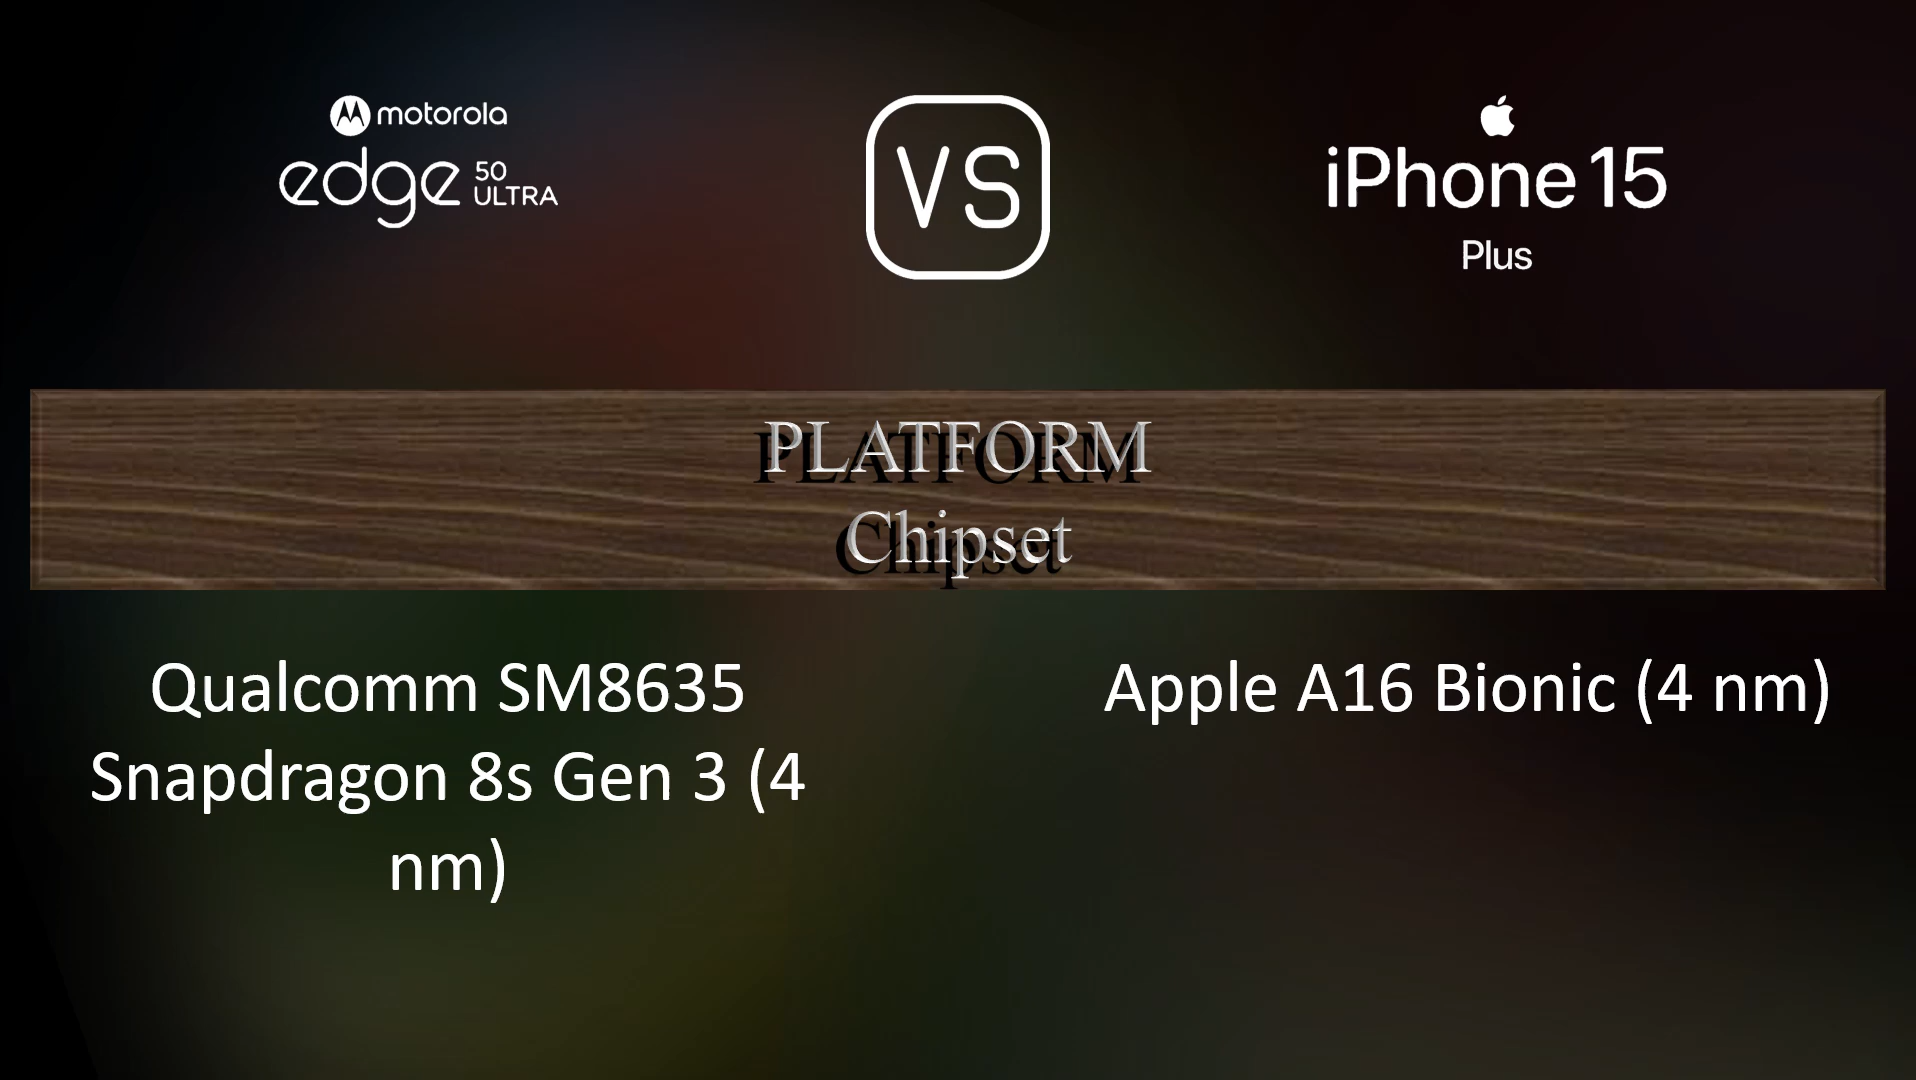 motorola
edge 50 ULTRA
VS
iPhone 15
Plus
PLATFORM
Chipset
Qualcomm SM8635
Snapdragon 8s Gen 3 (4
nm)
Apple A16 Bionic (4 nm)